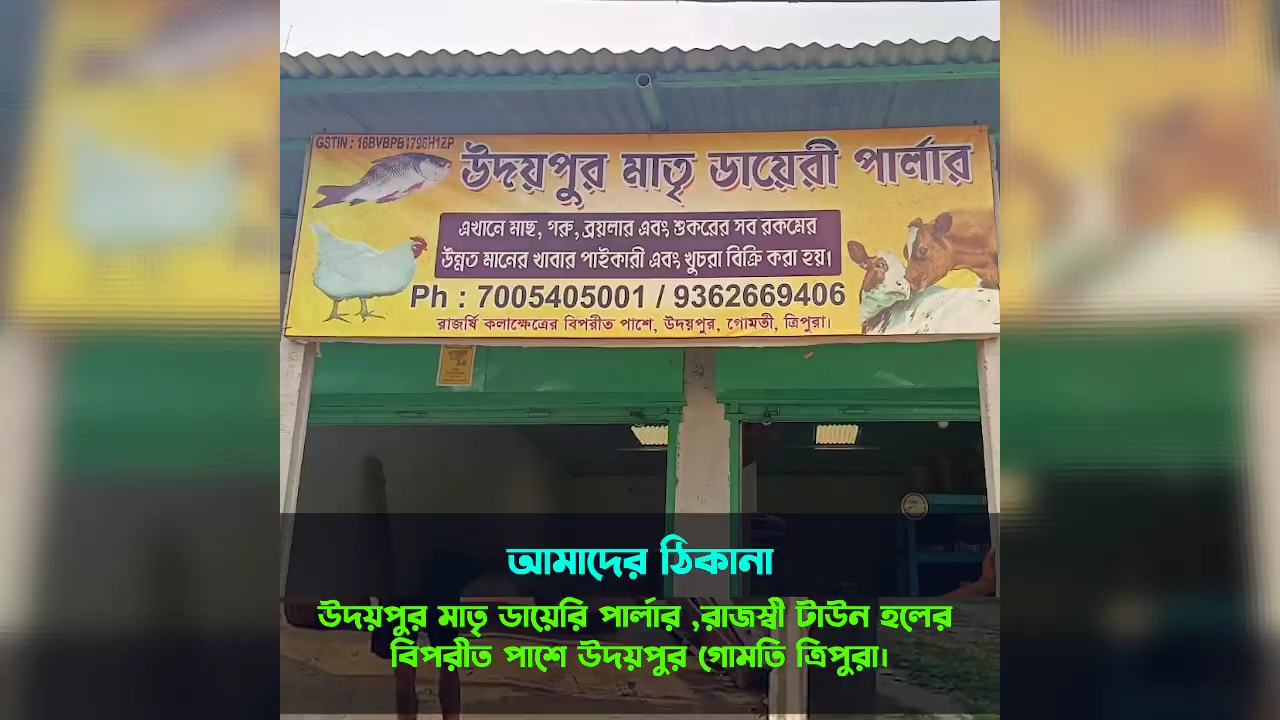 GSTIN : 16BVBPB1796H1ZP
উদয়পুর মাতৃ ডায়েরী পার্লার
এখানে মাছ, গরু, ব্রয়লার এবং শুকরের সব রকমের
উন্নত মানের খাবার পাইকারী এবং খুচরা বিক্রি করা হয়।
Ph : 7005405001 / 9362669406
রাজর্ষি কলাক্ষেত্রের বিপরীত পাশে, উদয়পুর, গোমতী, ত্রিপুরা।
আমাদের ঠিকানা
উদয়পুর মাতৃ ডায়েরি পার্লার ,রাজস্বী টাউন হলের
বিপরীত পাশে উদয়পুর গোমতি ত্রিপুরা।